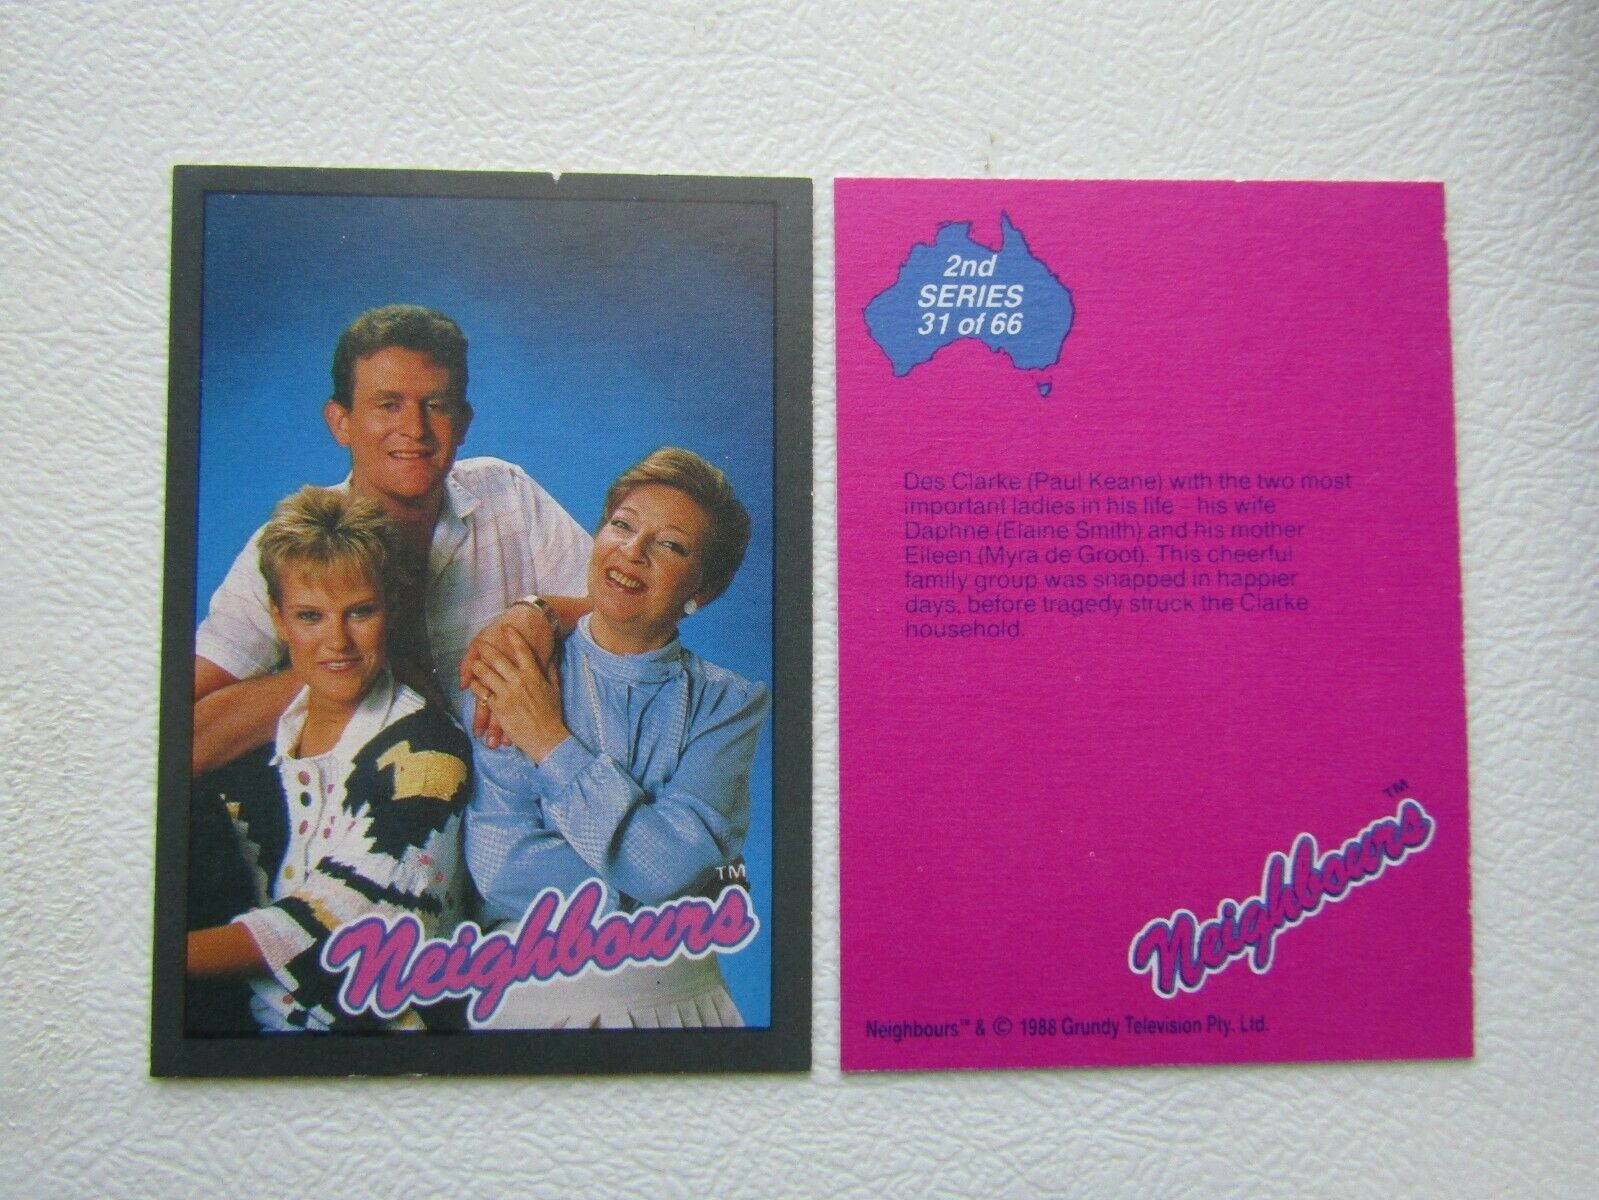 TM
Neighbours
2nd
SERIES
31 of 66
Des Clarke (Paul Keane) with the two most
important ladies in his life – his wife
Daphne (Elaine Smith) and his mother
Eileen (Myra de Groot). This cheerful
family group was snapped in happier
days, before tragedy struck the Clarke
household.
TM
Neighbours
Neighbours™ & © 1988 Grundy Television Pty. Ltd.